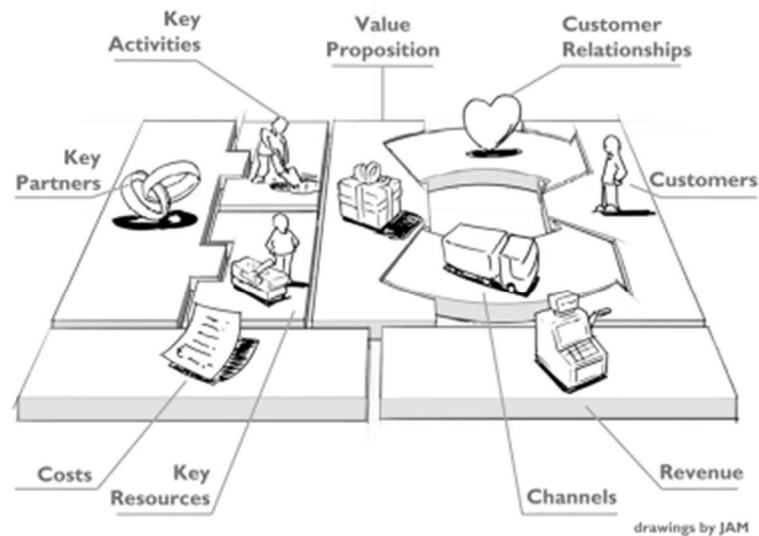 Key
Activities
Value
Proposition
Customer
Relationships
Key
Partners
Customers
Costs
Key
Resources
Channels
Revenue
drawings by JAM